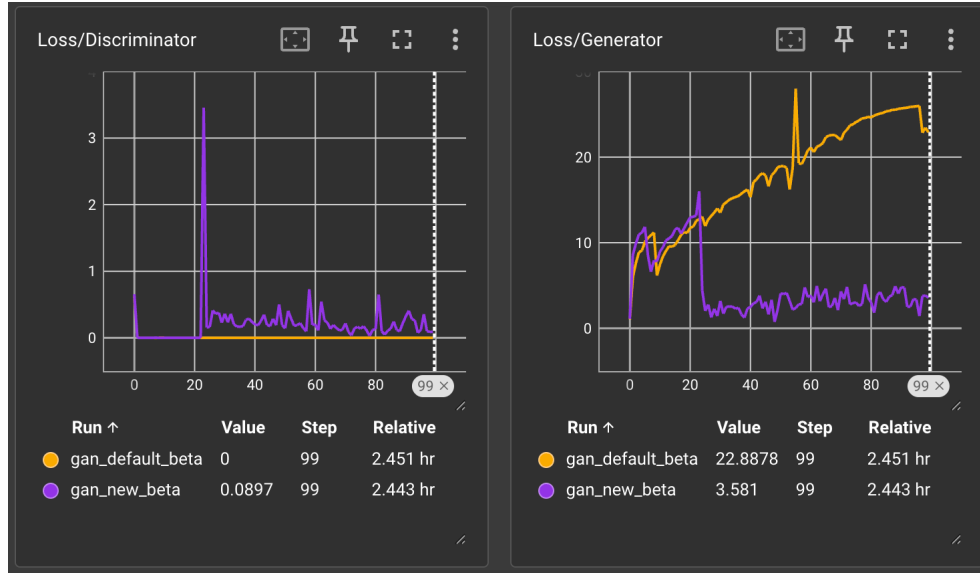 Loss/Discriminator
4
3
2
1
0
0 20 40 60 80 99 ×
Run ↑ Value Step Relative
gan_default_beta 0 99 2.451 hr
gan_new_beta 0.0897 99 2.443 hr
Loss/Generator
30
20
10
0
0 20 40 60 80 99 ×
Run ↑ Value Step Relative
gan_default_beta 22.8878 99 2.451 hr
gan_new_beta 3.581 99 2.443 hr